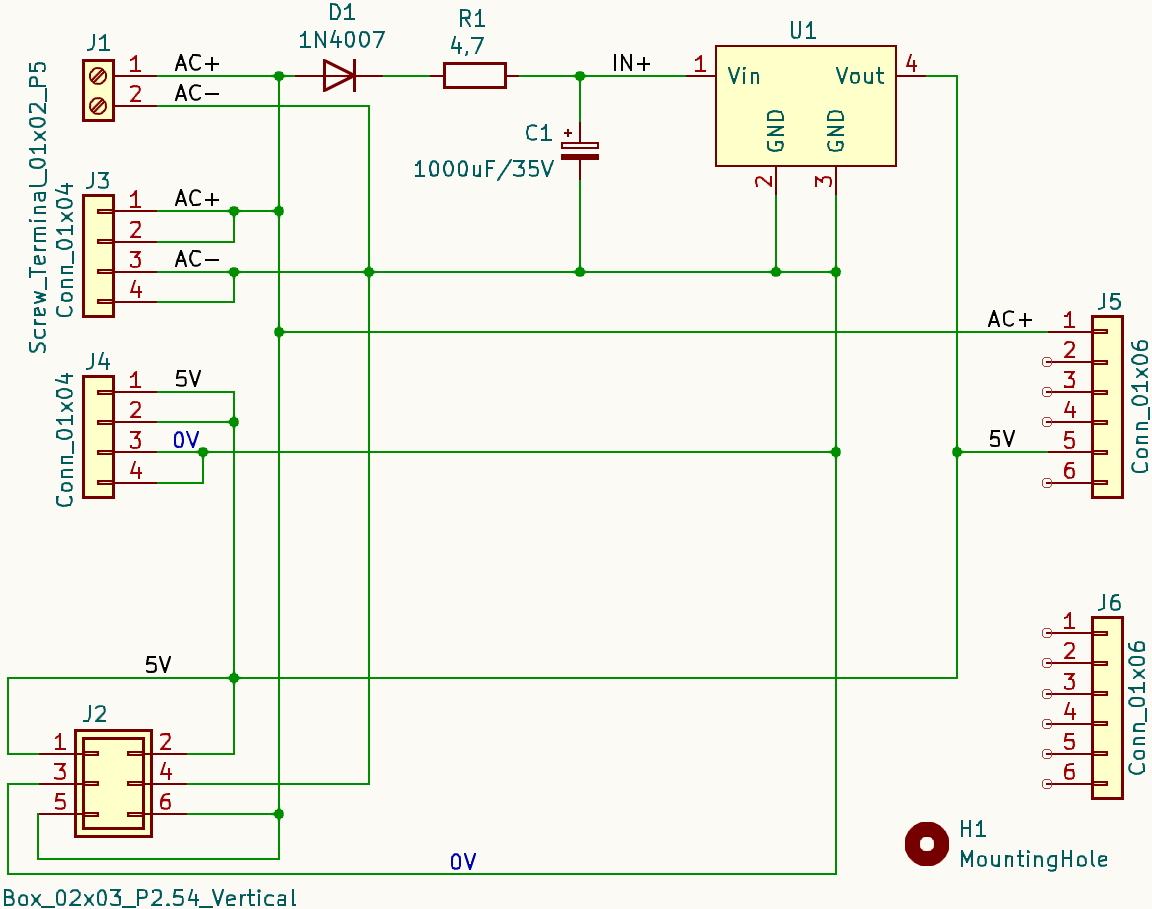 D1
1N4007
R1
4,7
U1
J1
1
2
AC+
AC-
IN+
1
Vin
Vout
4
GND
GND
2
3
C1
+
1000uF/35V
Screw_Terminal_01x02_P5
J3
Conn_01x04
1
2
3
4
AC+
AC-
J4
Conn_01x04
1
2
3
4
5V
0V
J5
AC+
5V
1
2
3
4
5
6
Conn_01x06
J6
1
2
3
4
5
6
Conn_01x06
5V
J2
1
2
3
4
5
6
0V
H1
MountingHole
Box_02x03_P2,54_Vertical